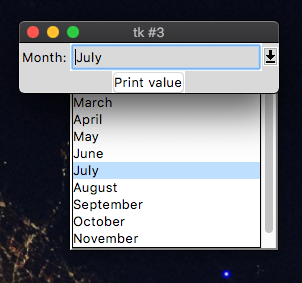 tk #3
Month: July
Print value
March
April
May
June
July
August
September
October
November